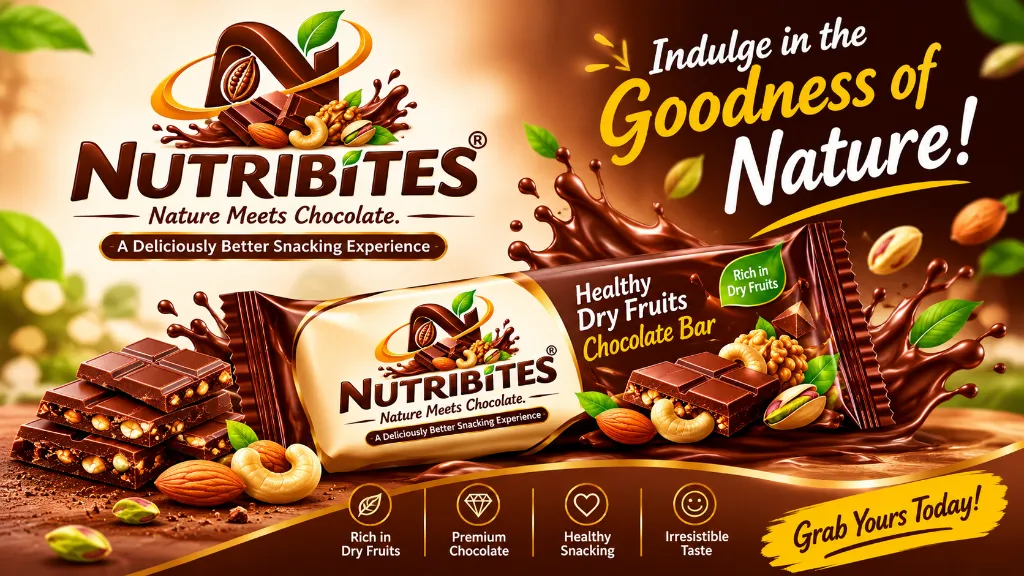 NUTRIBITES®
Nature Meets Chocolate.
A Deliciously Better Snacking Experience
Indulge in the
Goodness of
Nature!
NUTRIBITES®
Nature Meets Chocolate.
A Deliciously Better Snacking Experience
Healthy
Dry Fruits
Chocolate Bar
Rich in
Dry Fruits
Rich in
Dry Fruits
Premium
Chocolate
Healthy
Snacking
Irresistible
Taste
Grab Yours Today!